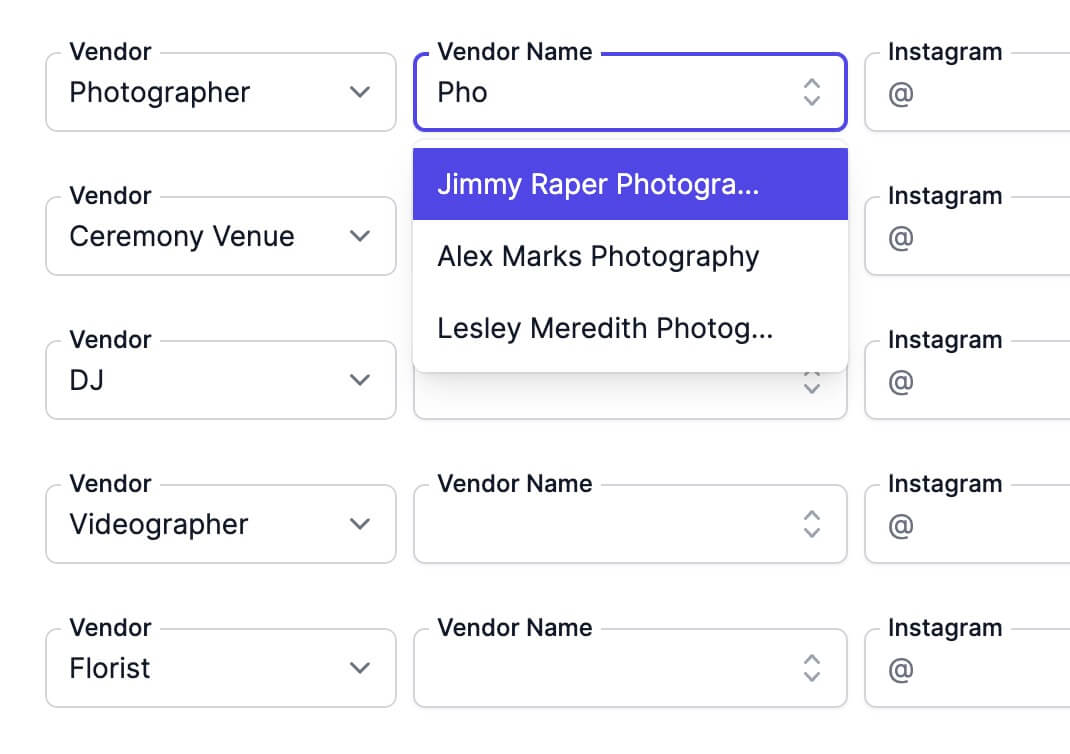 Vendor Vendor Name Instagram
Photographer Pho @
Jimmy Raper Photogra...
Vendor Instagram
Ceremony Venue @
Alex Marks Photography
Lesley Meredith Photog...
Vendor Instagram
DJ @
Vendor Vendor Name Instagram
Videographer @
Vendor Vendor Name Instagram
Florist @